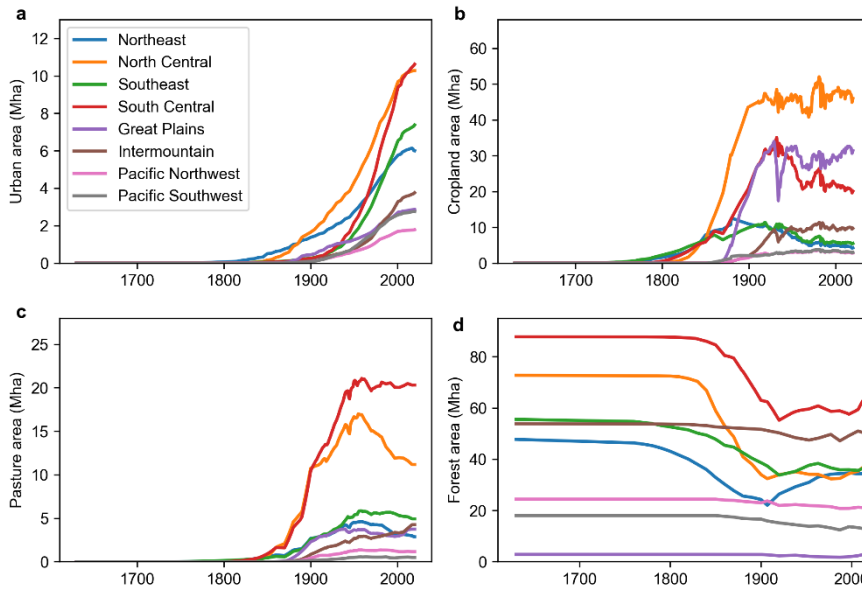 a
Urban area (Mha)
12
10
8
6
4
2
0
1700
1800
1900
2000
Northeast
North Central
Southeast
South Central
Great Plains
Intermountain
Pacific Northwest
Pacific Southwest
b
Cropland area (Mha)
60
50
40
30
20
10
0
1700
1800
1900
2000
c
Pasture area (Mha)
25
20
15
10
5
0
1700
1800
1900
2000
d
Forest area (Mha)
80
60
40
20
0
1700
1800
1900
2000